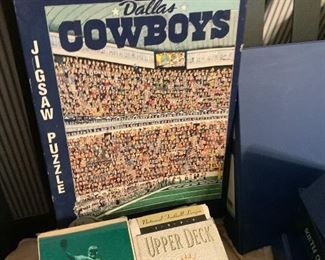 Dallas
COWBOYS
JIGSAW PUZZLE
National Football League
UPPER DECK